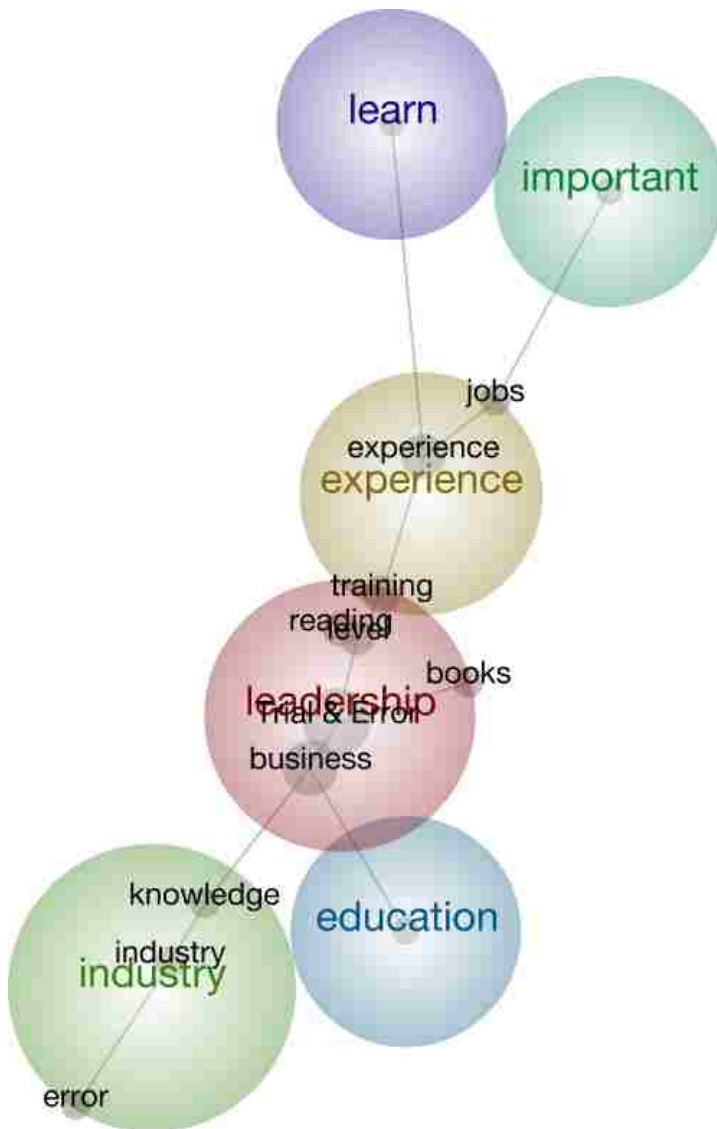 learn
important
jobs
experience
experience
training
reading
level
books
leadership
Trial & Error
business
knowledge
education
industry
industry
error